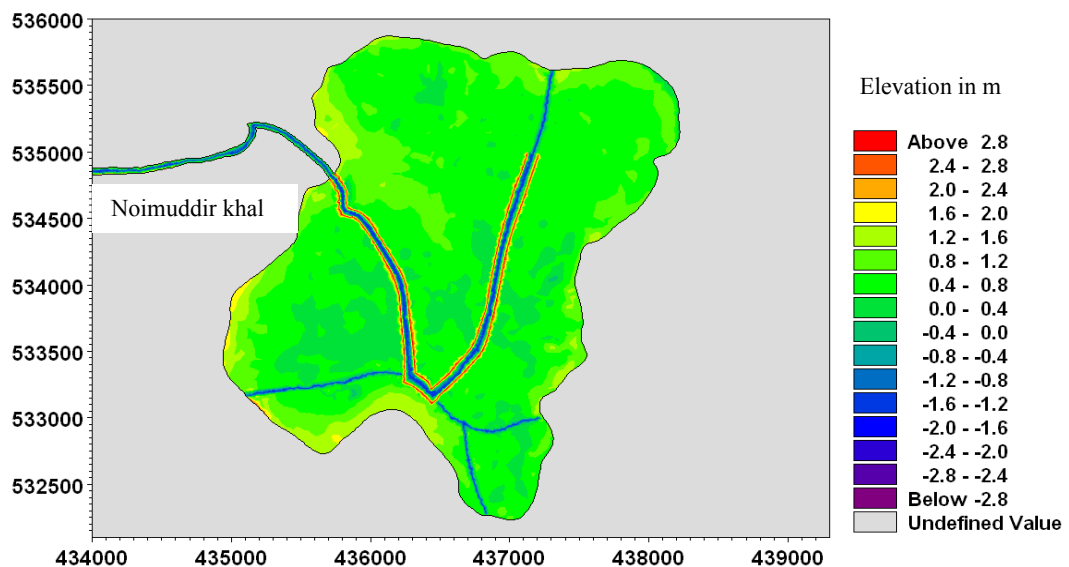 536000
535500
535000
534500
534000
533500
533000
532500
434000 435000 436000 437000 438000 439000
Noimuddir khal
Elevation in m
Above 2.8
2.4 - 2.8
2.0 - 2.4
1.6 - 2.0
1.2 - 1.6
0.8 - 1.2
0.4 - 0.8
0.0 - 0.4
-0.4 - 0.0
-0.8 - -0.4
-1.2 - -0.8
-1.6 - -1.2
-2.0 - -1.6
-2.4 - -2.0
-2.8 - -2.4
Below -2.8
Undefined Value